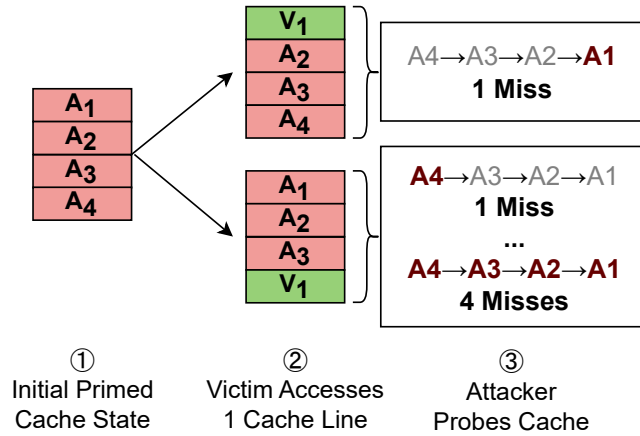 A1
A2
A3
A4
V1
A2
A3
A4
A1
A2
A3
V1
A4→A3→A2→A1
1 Miss
A4→A3→A2→A1
1 Miss
...
A4→A3→A2→A1
4 Misses
①
Initial Primed
Cache State
②
Victim Accesses
1 Cache Line
③
Attacker
Probes Cache